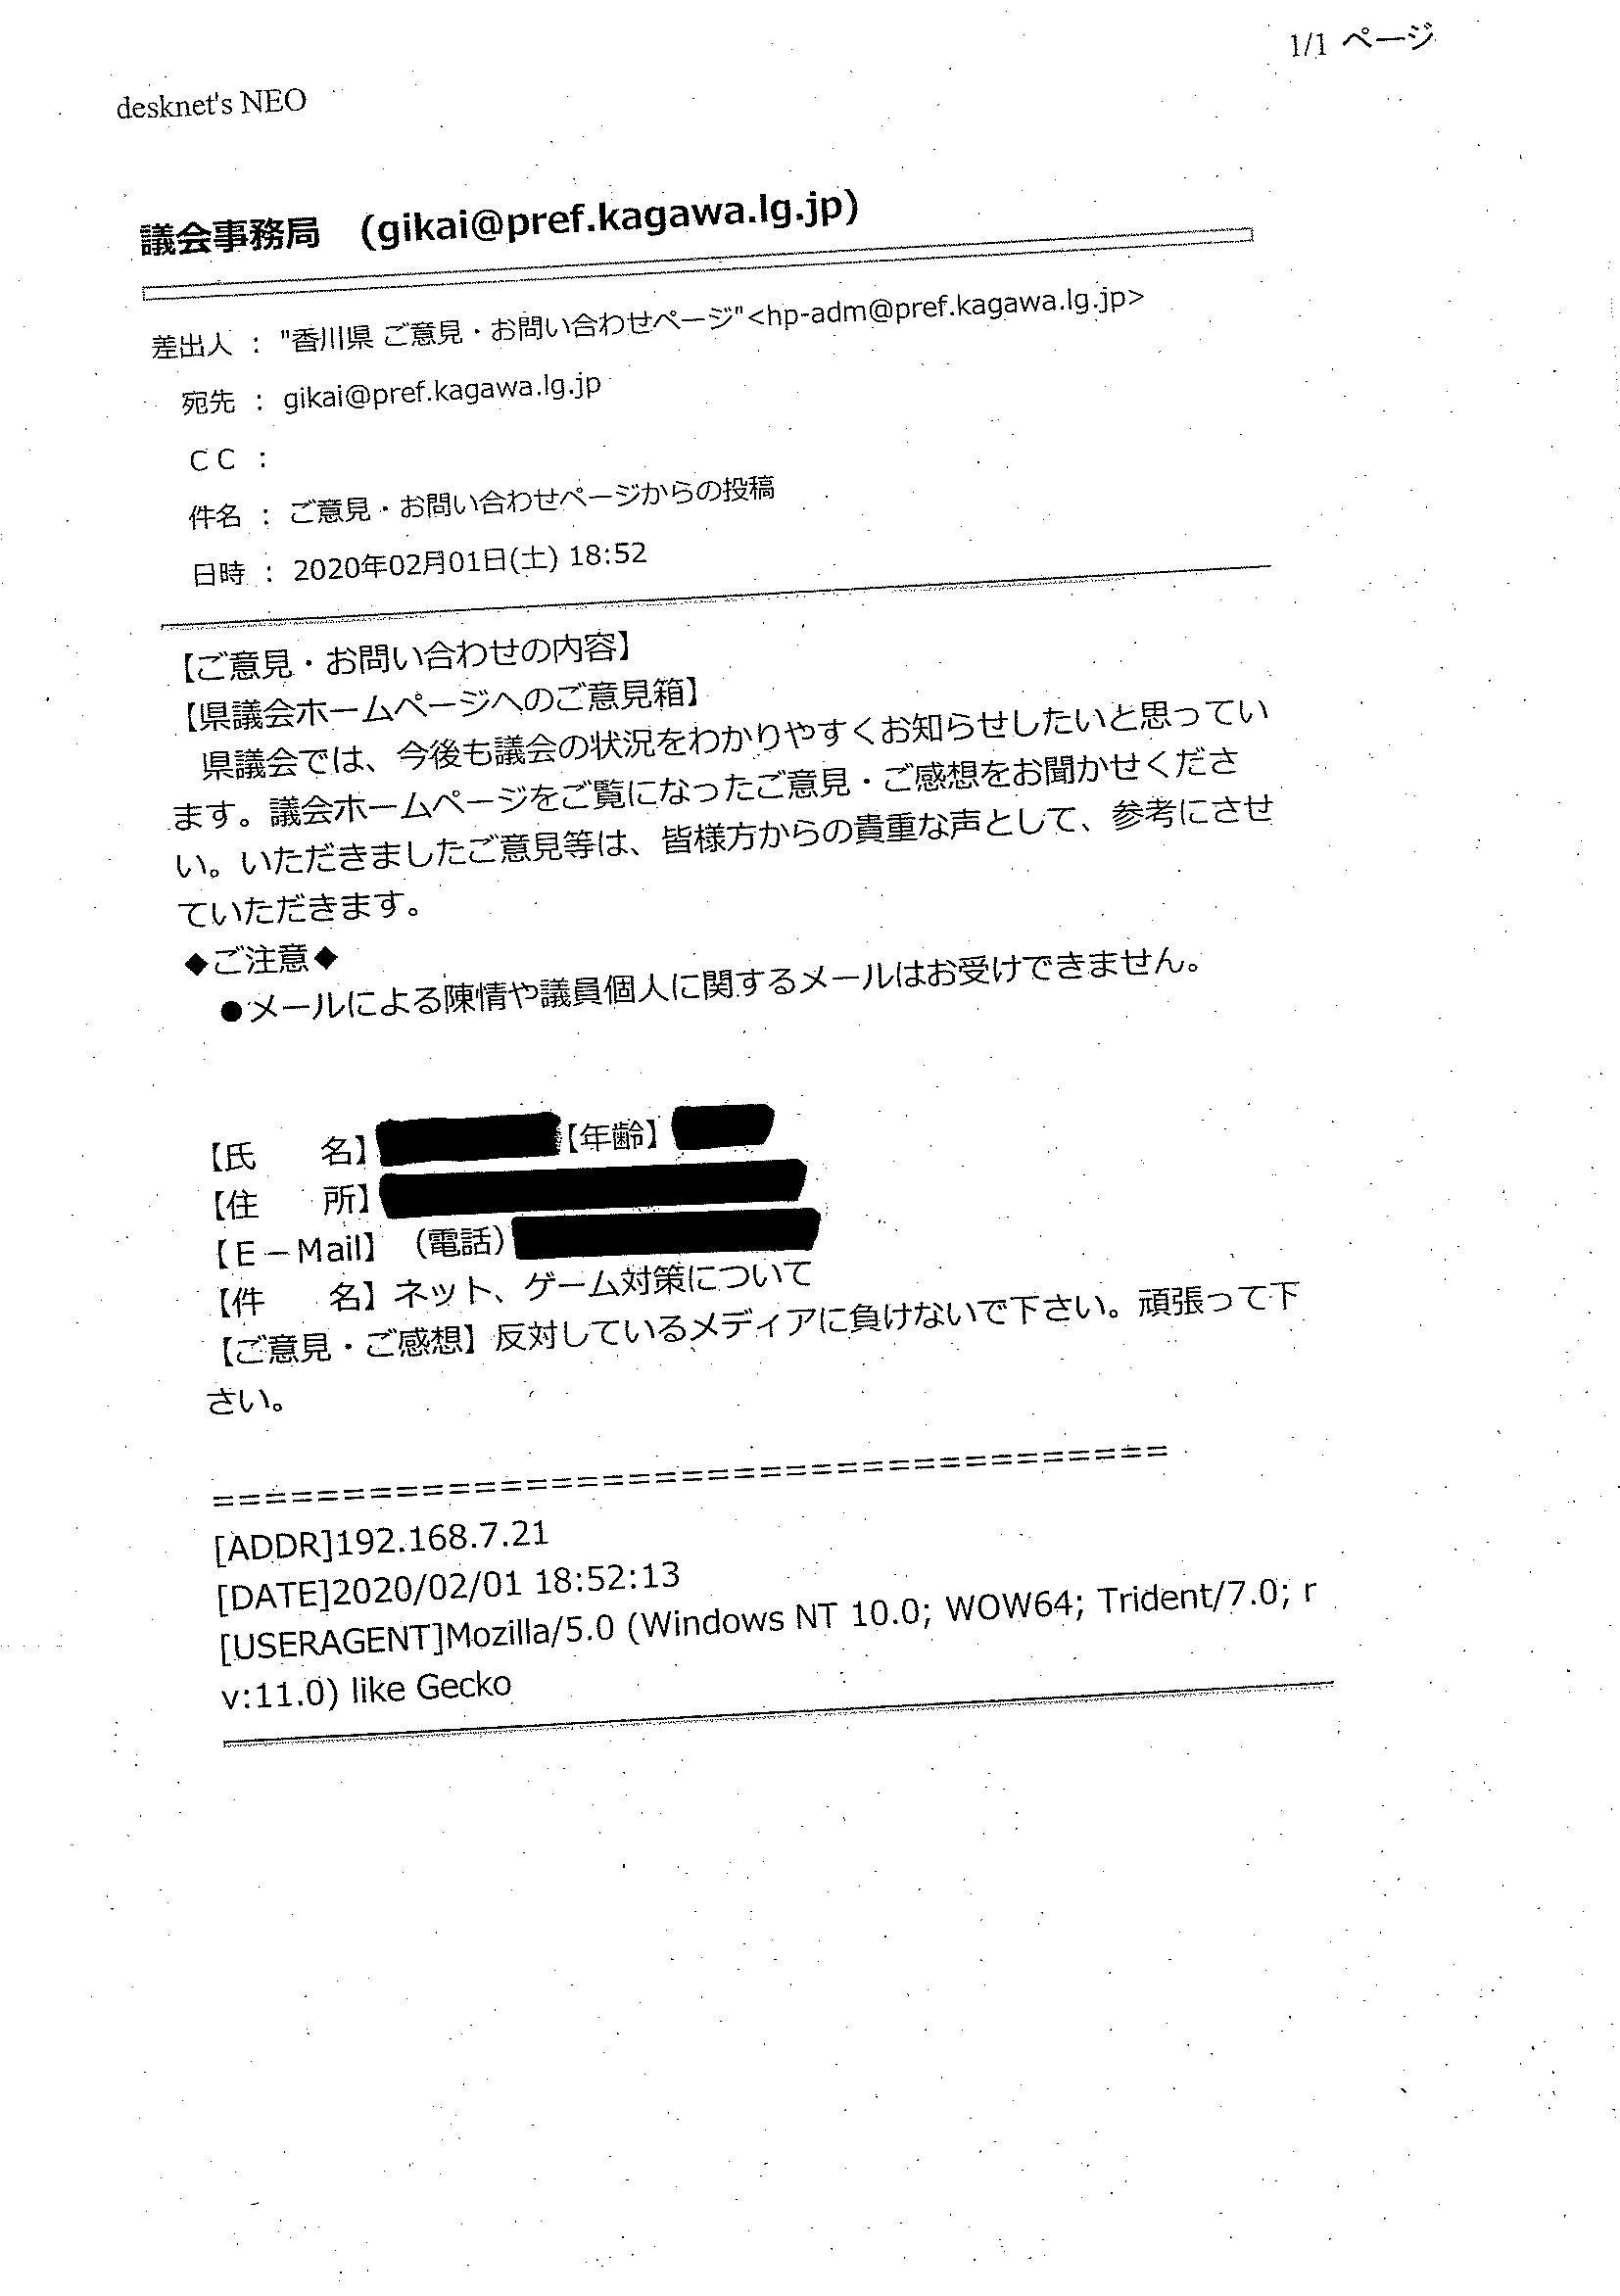 1/1 ページ
desknet's NEO
議会事務局　(gikai@pref.kagawa.lg.jp)
差出人 ： "香川県 ご意見・お問い合わせページ"<hp-adm@pref.kagawa.lg.jp>
宛先 ： gikai@pref.kagawa.lg.jp
ＣＣ ：
件名 ： ご意見・お問い合わせページからの投稿
日時 ： 2020年02月01日(土) 18:52
【ご意見・お問い合わせの内容】
【県議会ホームページへのご意見箱】
　県議会では、今後も議会の状況をわかりやすくお知らせしたいと思ってい
ます。議会ホームページをご覧になったご意見・ご感想をお聞かせくださ
い。いただきましたご意見等は、皆様方からの貴重な声として、参考にさせ
ていただきます。
◆ご注意◆
　●メールによる陳情や議員個人に関するメールはお受けできません。
【氏　　名】【年齢】
【住　　所】
【Ｅ－Mail】（電話）
【件　　名】ネット、ゲーム対策について
【ご意見・ご感想】反対しているメディアに負けないで下さい。頑張って下
さい。
=====================================
[ADDR]192.168.7.21
[DATE]2020/02/01 18:52:13
[USERAGENT]Mozilla/5.0 (Windows NT 10.0; WOW64; Trident/7.0; r
v:11.0) like Gecko